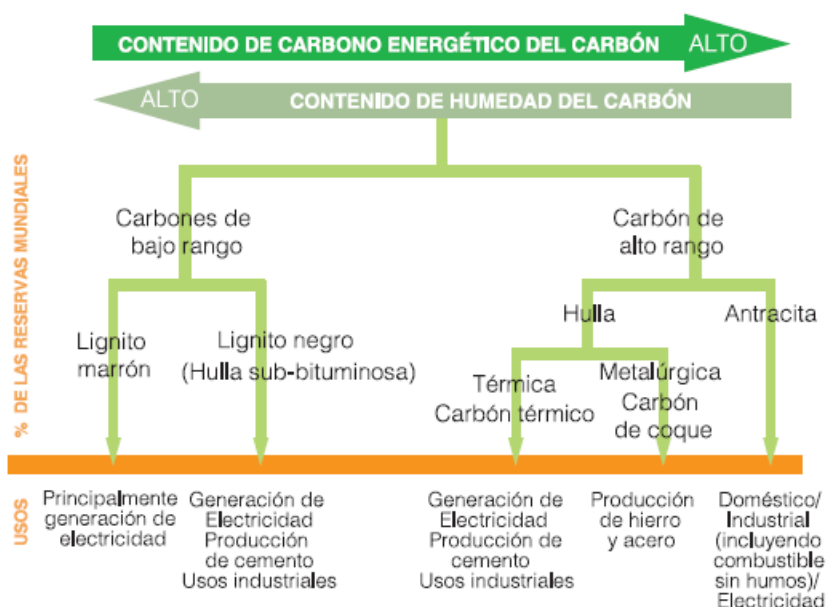 CONTENIDO DE CARBONO ENERGÉTICO DEL CARBÓN ALTO
ALTO CONTENIDO DE HUMEDAD DEL CARBÓN
% DE LAS RESERVAS MUNDIALES
Carbones de
bajo rango
Carbón de
alto rango
Lignito
marrón
Lignito negro
(Hulla sub-bituminosa)
Hulla
Antracita
Térmica
Carbón térmico
Metalúrgica
Carbón
de coque
USOS
Principalmente
generación de
electricidad
Generación de
Electricidad
Producción
de cemento
Usos industriales
Generación de
Electricidad
Producción de
cemento
Usos industriales
Producción
de hierro
y acero
Doméstico/
Industrial
(incluyendo
combustible
sin humos)/
Electricidad